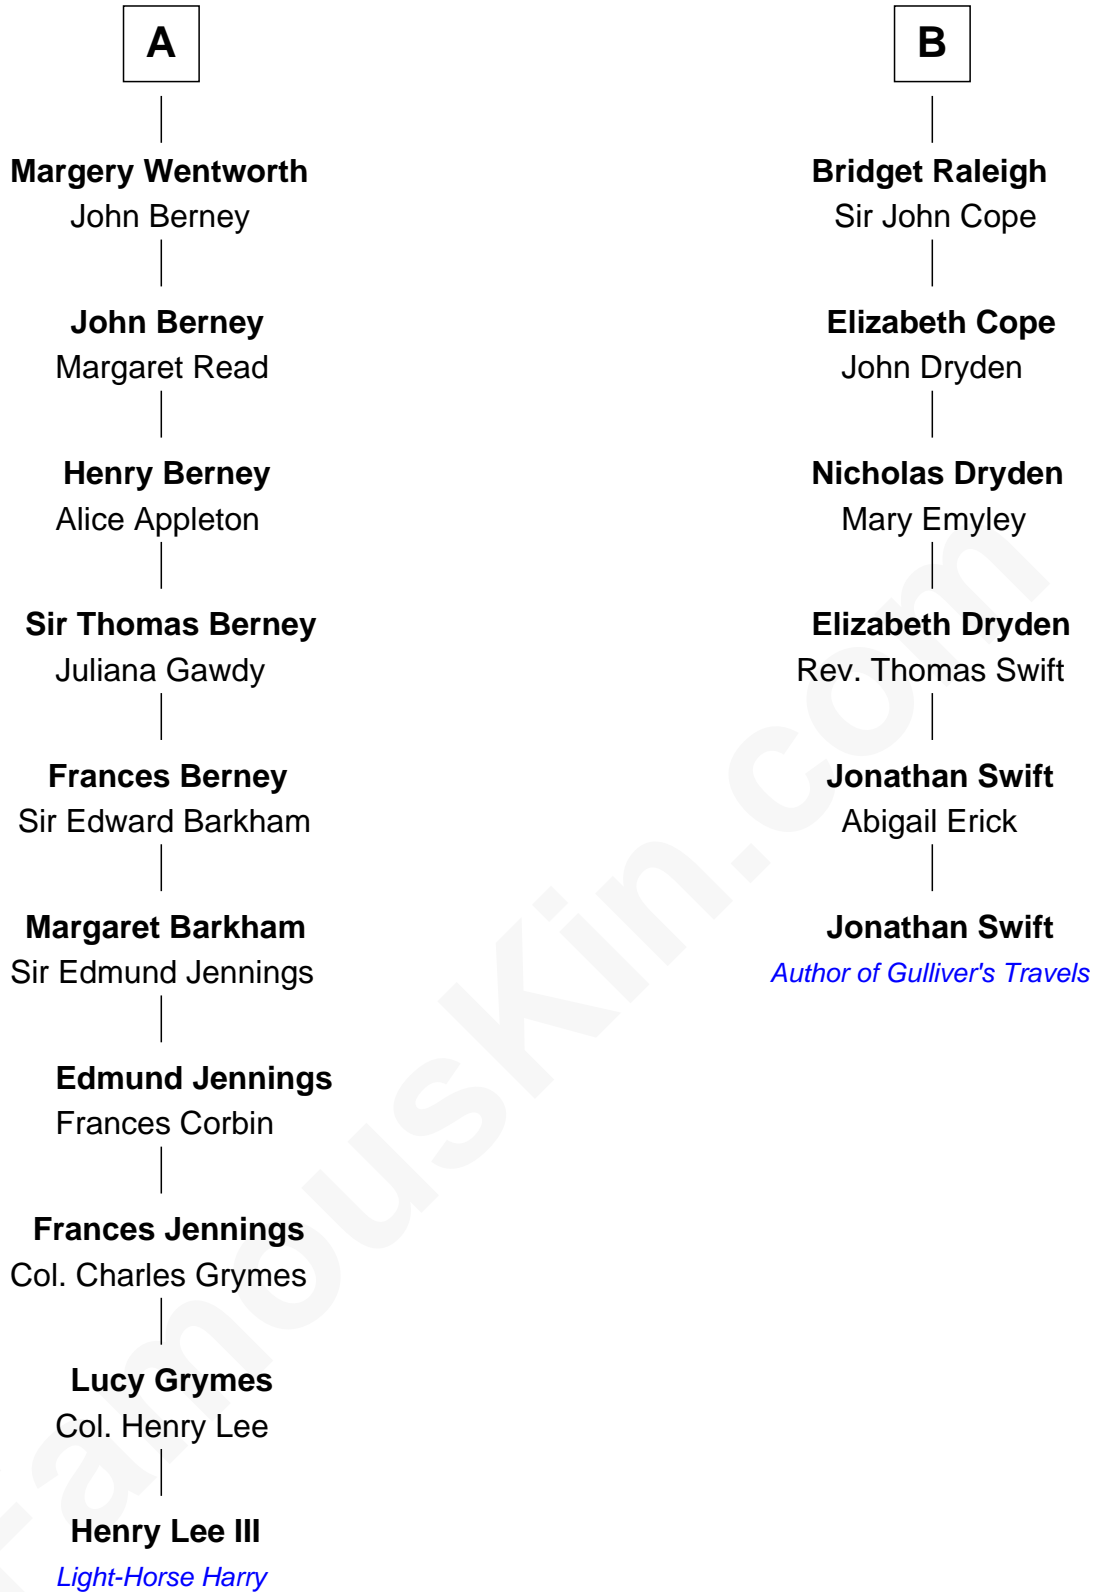 A
Margery Wentworth
John Berney
John Berney
Margaret Read
Henry Berney
Alice Appleton
Sir Thomas Berney
Juliana Gawdy
Frances Berney
Sir Edward Barkham
Margaret Barkham
Sir Edmund Jennings
Edmund Jennings
Frances Corbin
Frances Jennings
Col. Charles Grymes
Lucy Grymes
Col. Henry Lee
Henry Lee III
Light-Horse Harry
B
Bridget Raleigh
Sir John Cope
Elizabeth Cope
John Dryden
Nicholas Dryden
Mary Emyley
Elizabeth Dryden
Rev. Thomas Swift
Jonathan Swift
Abigail Erick
Jonathan Swift
Author of Gulliver's Travels
FamousKin.com